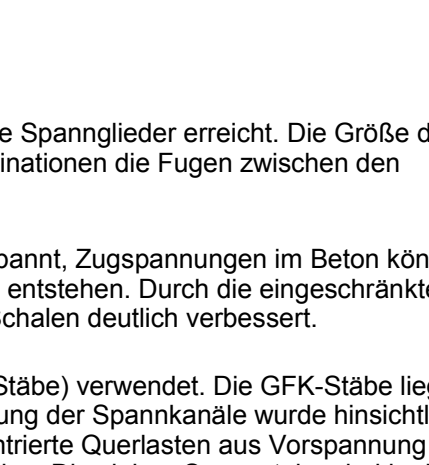 e Spannglieder erreicht. Die Größe d
inationen die Fugen zwischen den
pannt, Zugspannungen im Beton kön
entstehen. Durch die eingeschränkte
Schalen deutlich verbessert.
Stäbe) verwendet. Die GFK-Stäbe lieg
ung der Spannkanäle wurde hinsichtl
ntrierte Querlasten aus Vorspannung